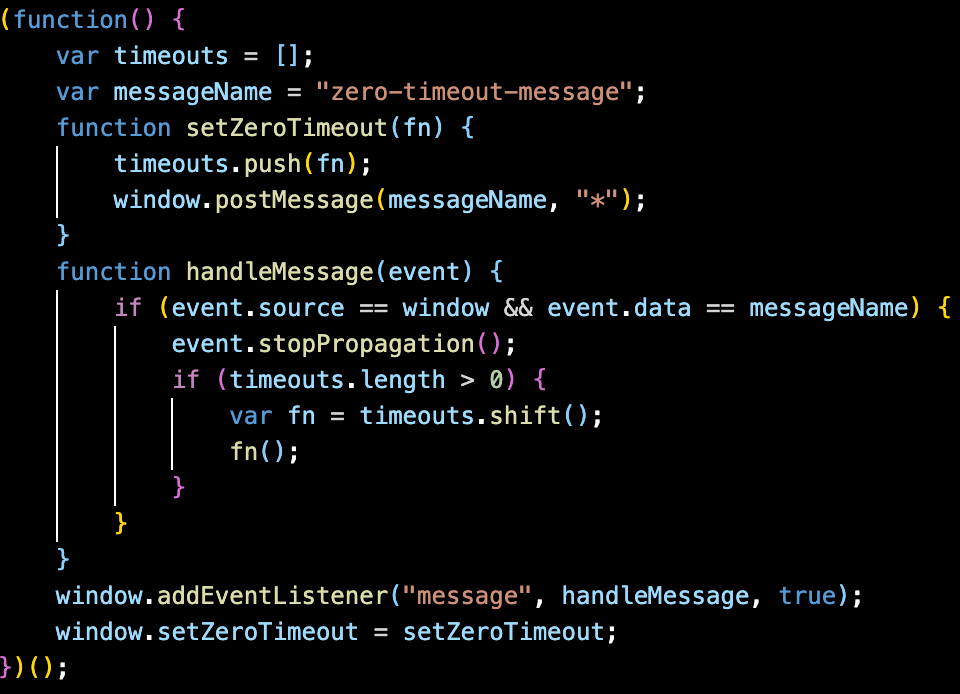 (function() {
    var timeouts = [];
    var messageName = "zero-timeout-message";
    function setZeroTimeout(fn) {
        timeouts.push(fn);
        window.postMessage(messageName, "*");
    }
    function handleMessage(event) {
        if (event.source == window && event.data == messageName) {
            event.stopPropagation();
            if (timeouts.length > 0) {
                var fn = timeouts.shift();
                fn();
            }
        }
    }
    window.addEventListener("message", handleMessage, true);
    window.setZeroTimeout = setZeroTimeout;
})();